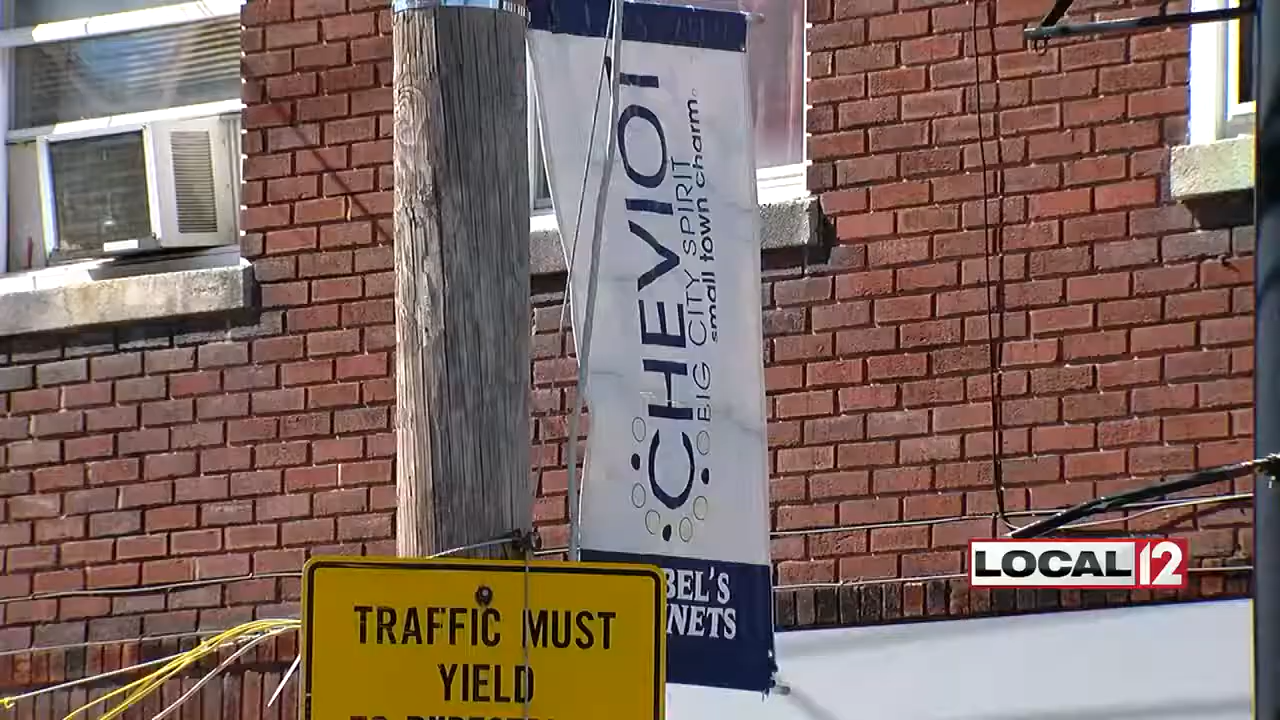 CHEVIOT
BIG CITY SPIRIT
small town charm
BEL'S
NETS
TRAFFIC MUST
YIELD
LOCAL 12